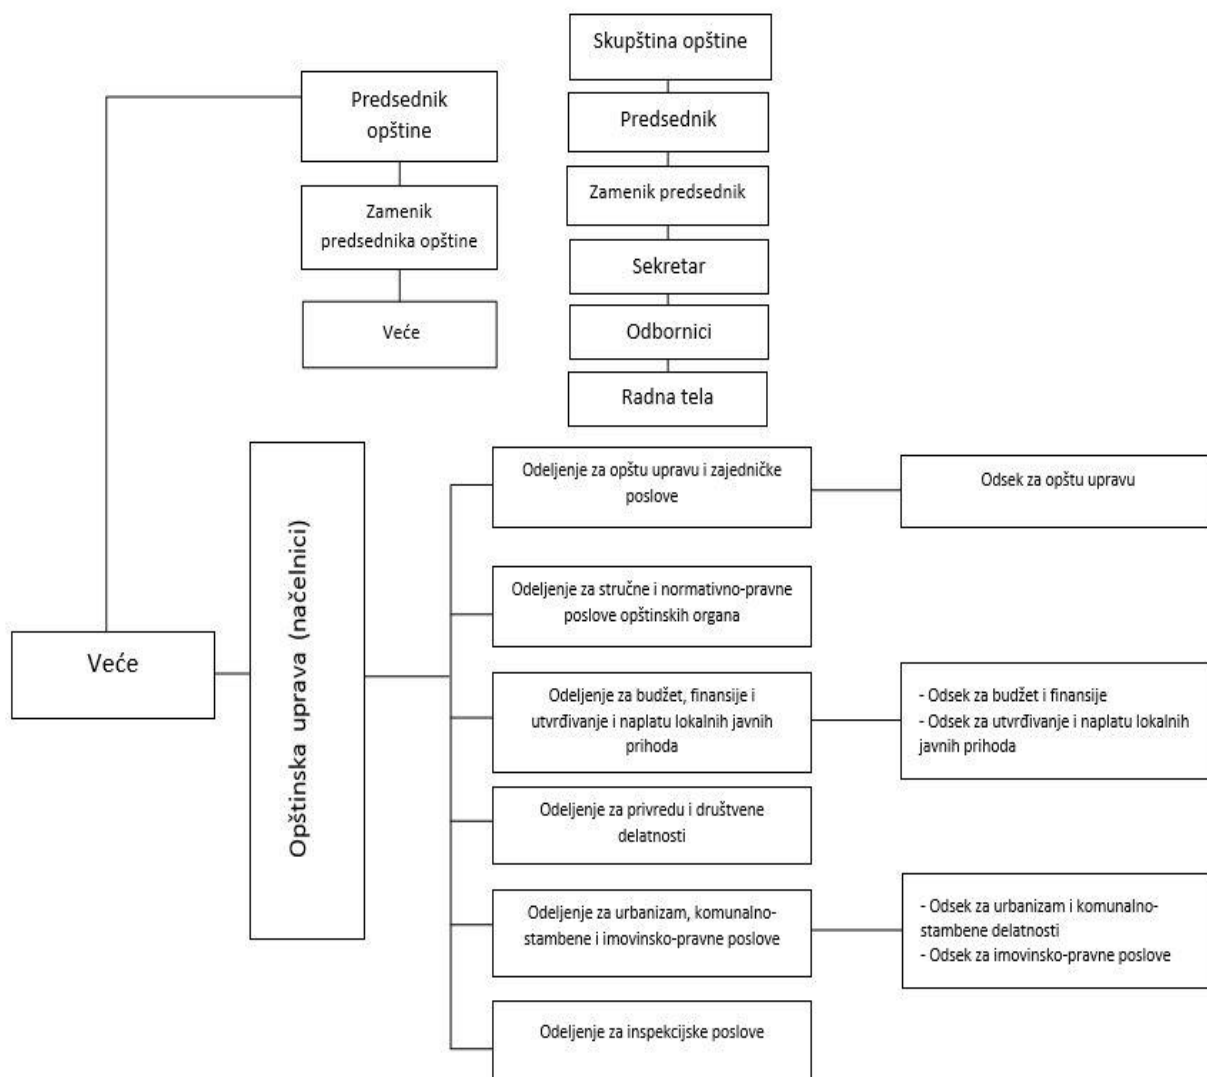 Skupština opštine
Predsednik
Zamenik predsednik
Sekretar
Odbornici
Radna tela
Predsednik
opštine
Zamenik
predsednika opštine
Veće
Veće
Opštinska uprava (načelnici)
Odeljenje za opštu upravu i zajedničke
poslove
Odsek za opštu upravu
Odeljenje za stručne i normativno-pravne
poslove opštinskih organa
Odeljenje za budžet, finansije i
utvrđivanje i naplatu lokalnih javnih
prihoda
- Odsek za budžet i finansije
- Odsek za utvrđivanje i naplatu lokalnih
javnih prihoda
Odeljenje za privredu i društvene
delatnosti
Odeljenje za urbanizam, komunalno-
stambene i imovinsko-pravne poslove
- Odsek za urbanizam i komunalno-
stambene delatnosti
- Odsek za imovinsko-pravne poslove
Odeljenje za inspekcijske poslove